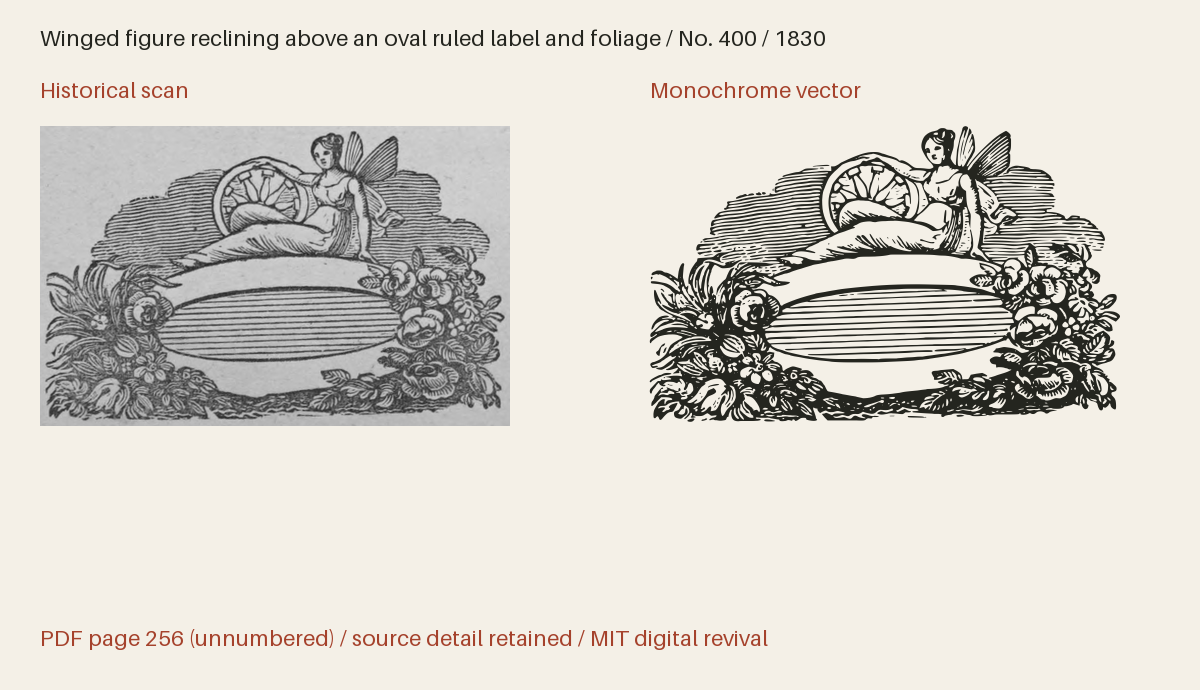 Winged figure reclining above an oval ruled label and foliage / No. 400 / 1830
Historical scan
Monochrome vector
PDF page 256 (unnumbered) / source detail retained / MIT digital revival